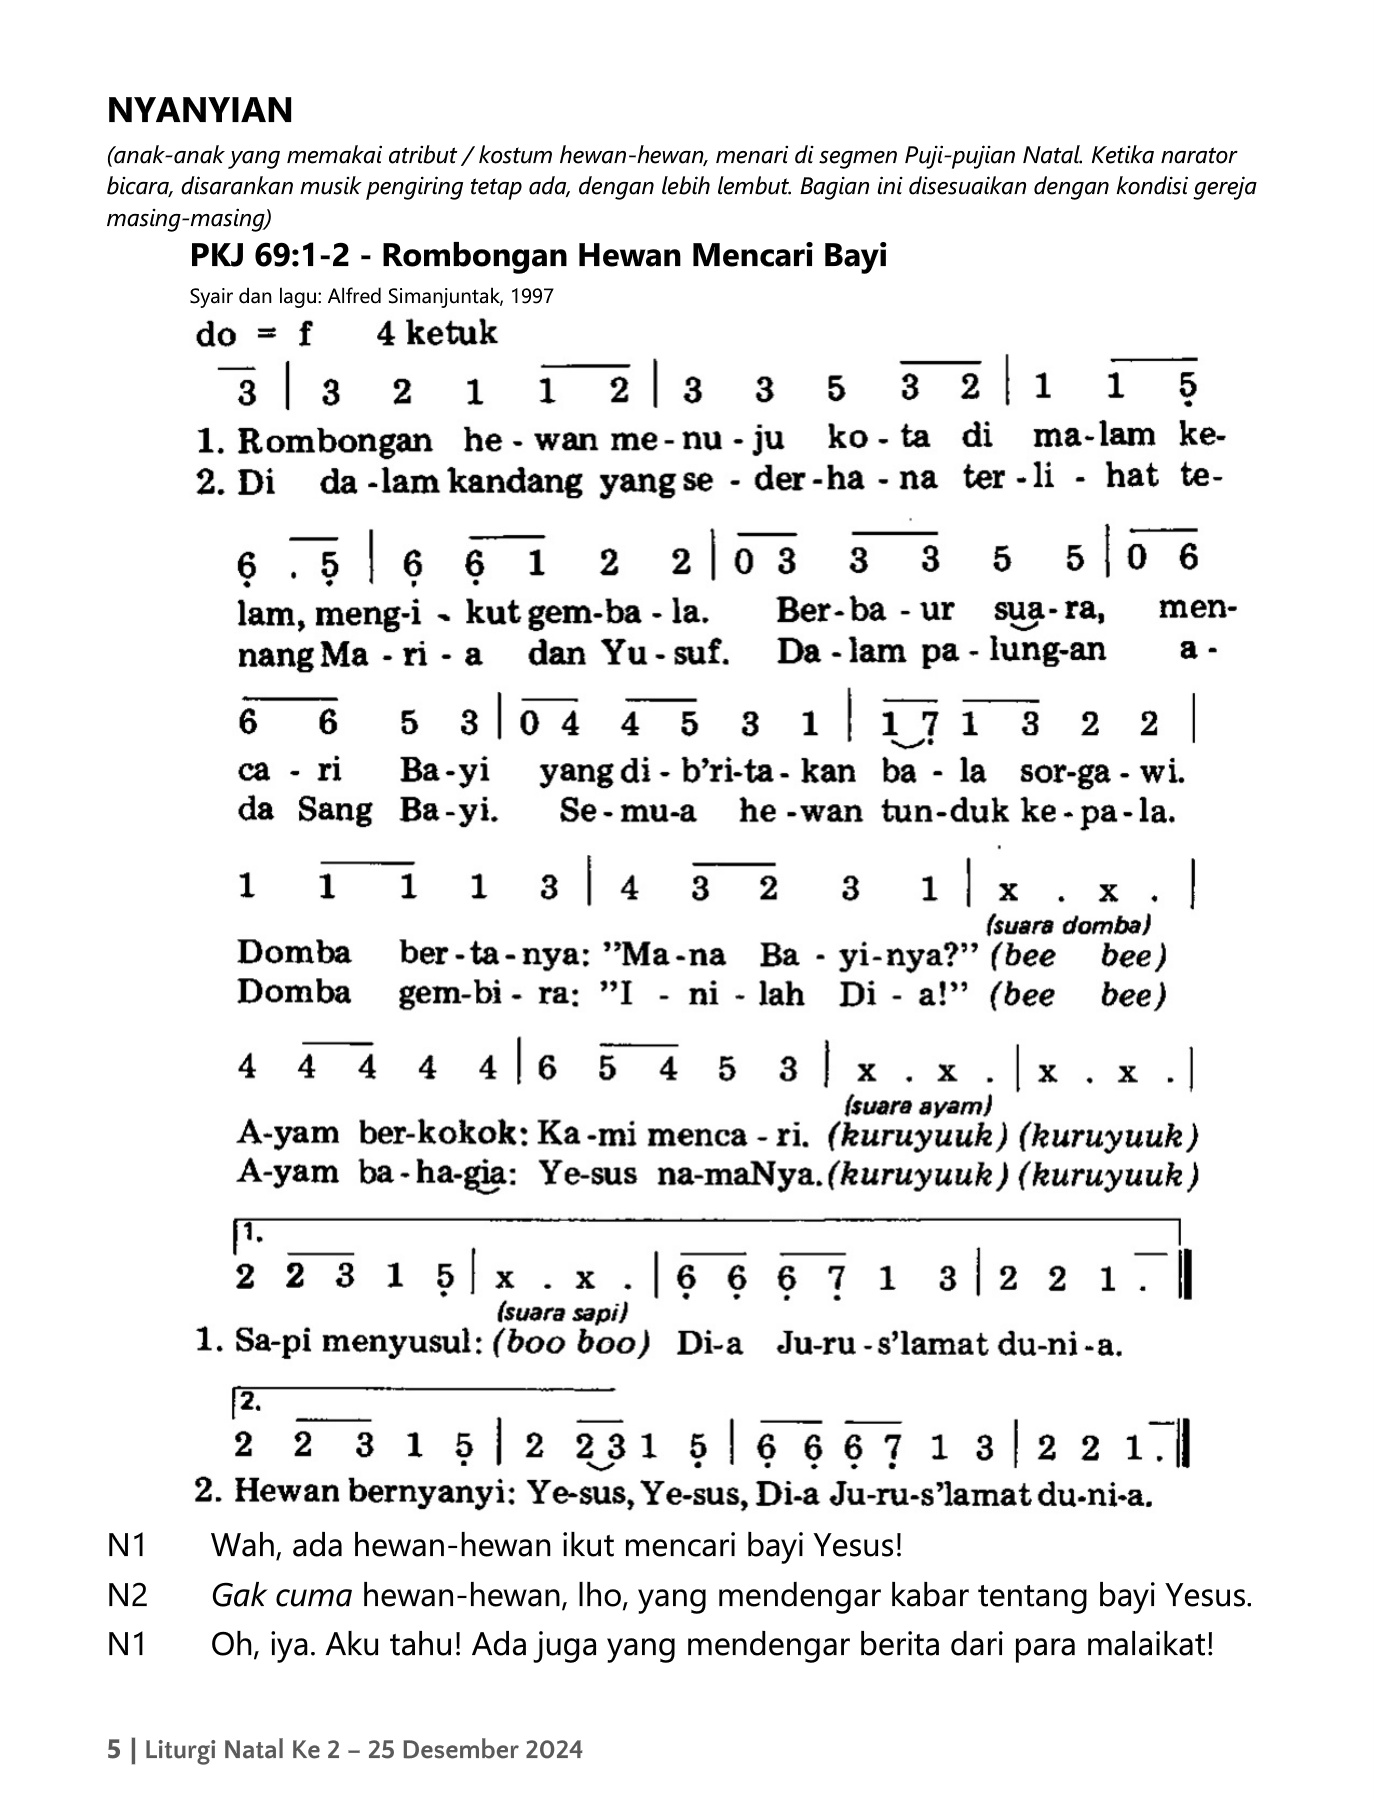 NYANYIAN
(anak-anak yang memakai atribut / kostum hewan-hewan, menari di segmen Puji-pujian Natal. Ketika narator
bicara, disarankan musik pengiring tetap ada, dengan lebih lembut. Bagian ini disesuaikan dengan kondisi gereja
masing-masing)
PKJ 69:1-2 - Rombongan Hewan Mencari Bayi
Syair dan lagu: Alfred Simanjuntak, 1997
do = f 4 ketuk
3 | 3 2 1 1 2 | 3 3 5 3 2 | 1 1 5̣
1. Rombongan he - wan me - nu - ju ko - ta di ma-lam ke-
2. Di da -lam kandang yang se - der -ha - na ter - li - hat te-
6̣ . 5̣ | 6̣ 6̣ 1 2 2 | 0 3 3 3 5 5 | 0 6
lam, meng-i - kut gem-ba - la. Ber-ba - ur sua-ra, men-
nang Ma - ri - a dan Yu - suf. Da - lam pa - lung-an a -
6 6 5 3 | 0 4 4 5 3 1 | 1 7̣ 1 3 2 2 |
ca - ri Ba-yi yang di - b'ri-ta - kan ba - la sor-ga - wi.
da Sang Ba-yi. Se - mu-a he -wan tun-duk ke - pa - la.
1 1 1 1 3 | 4 3 2 3 1 | x . x . |
(suara domba)
Domba ber - ta - nya: ”Ma - na Ba - yi-nya?” (bee bee)
Domba gem-bi - ra: ”I - ni - lah Di - a!” (bee bee)
4 4 4 4 4 | 6 5 4 5 3 | x . x . | x . x . |
(suara ayam)
A-yam ber-kokok: Ka -mi menca - ri. (kuruyuuk) (kuruyuuk)
A-yam ba - ha-gia: Ye-sus na-maNya. (kuruyuuk) (kuruyuuk)
1.
2 2 3 1 5̣ | x . x . | 6̣ 6̣ 6̣ 7̣ 1 3 | 2 2 1 .
(suara sapi)
1. Sa-pi menyusul: (boo boo) Di-a Ju-ru - s'lamat du-ni -a.
2.
2 2 3 1 5̣ | 2 2 3 1 5̣ | 6̣ 6̣ 6̣ 7̣ 1 3 | 2 2 1 .
2. Hewan bernyanyi: Ye-sus, Ye-sus, Di-a Ju-ru-s'lamat du-ni-a.
N1 Wah, ada hewan-hewan ikut mencari bayi Yesus!
N2 Gak cuma hewan-hewan, lho, yang mendengar kabar tentang bayi Yesus.
N1 Oh, iya. Aku tahu! Ada juga yang mendengar berita dari para malaikat!
5 | Liturgi Natal Ke 2 – 25 Desember 2024